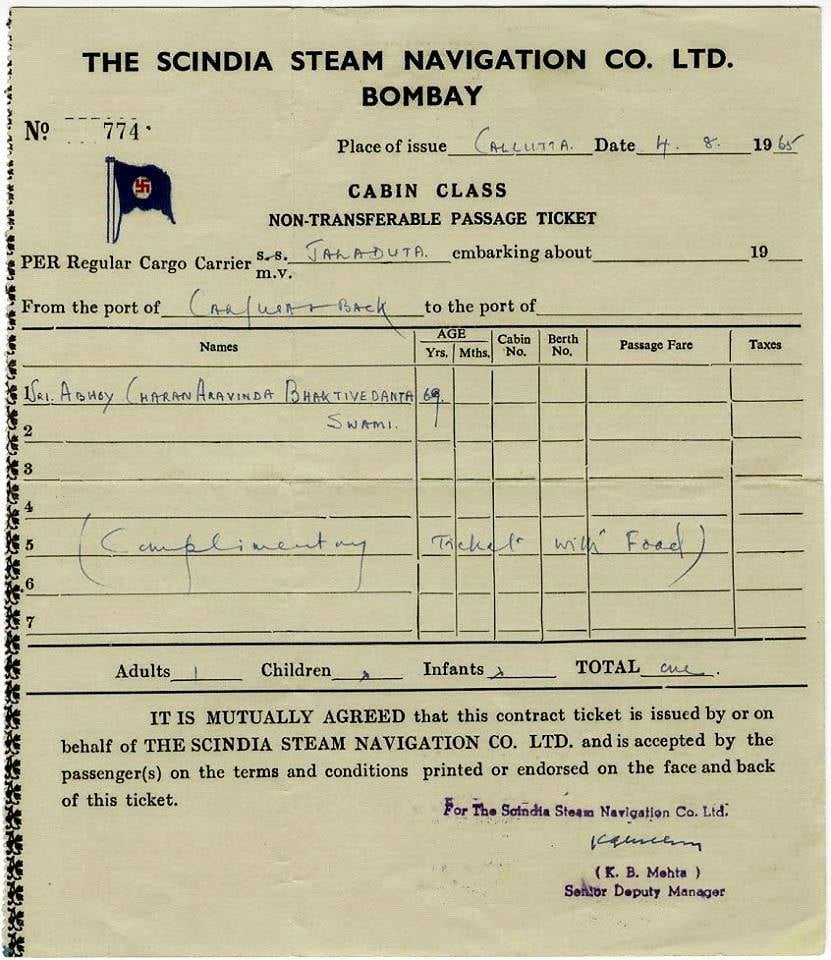 THE SCINDIA STEAM NAVIGATION CO. LTD.
BOMBAY
No 774
Place of issue CALCUTTA. Date 4. 8. 1965
CABIN CLASS
NON-TRANSFERABLE PASSAGE TICKET
PER Regular Cargo Carrier s.s. m.v. JALADUTA. embarking about 19
From the port of & Back to the port of
Names AGE Yrs. Mths. Cabin No. Berth No. Passage Fare Taxes
1 SRI. ABHOY CHARAN ARAVINDA BHAKTIVEDANTA 69.
2 SWAMI.
3
4
5 (Complimentary Ticket with Food)
6
7
Adults 1 Children Infants TOTAL one.
IT IS MUTUALLY AGREED that this contract ticket is issued by or on
behalf of THE SCINDIA STEAM NAVIGATION CO. LTD. and is accepted by the
passenger(s) on the terms and conditions printed or endorsed on the face and back
of this ticket.
For The Scindia Steam Navigation Co. Ltd.
( K. B. Mehta )
Senior Deputy Manager